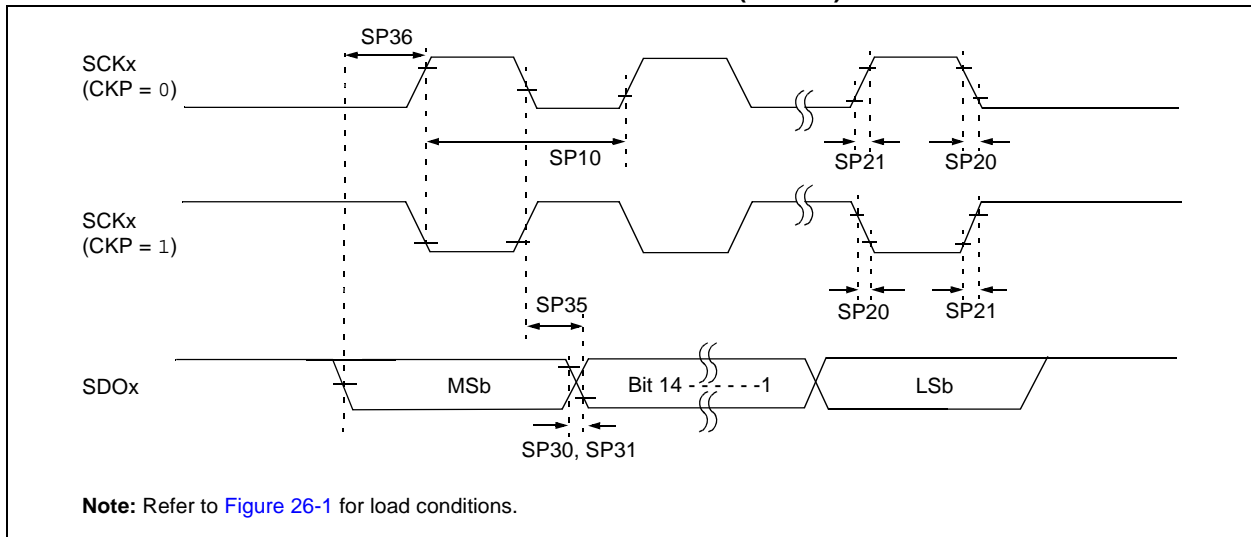 SP36
SCKx
(CKP = 0)
SP10
SP21
SP20
SCKx
(CKP = 1)
SP35
SP20
SP21
SDOx
MSb
Bit 14 - - - - - -1
LSb
SP30, SP31
Note: Refer to Figure 26-1 for load conditions.